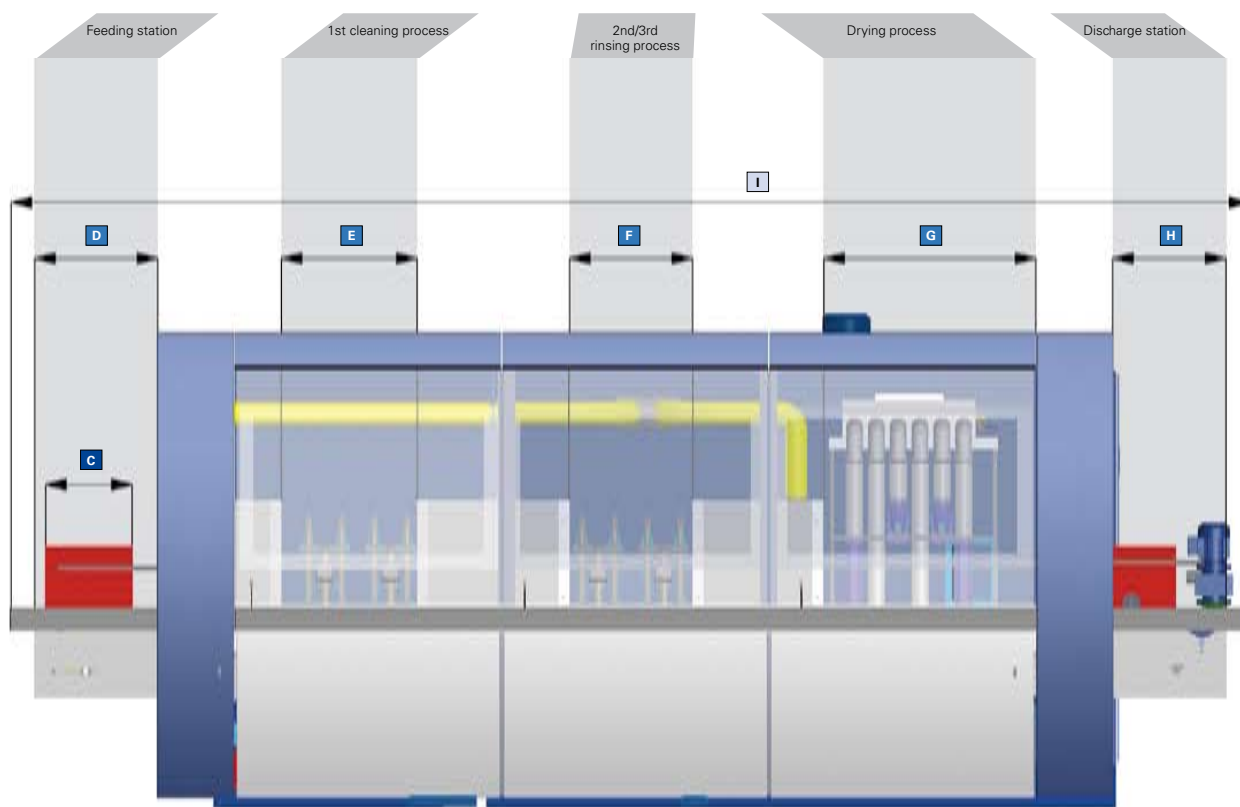 Feeding station
1st cleaning process
2nd/3rd
rinsing process
Drying process
Discharge station
I
D
E
F
G
H
C